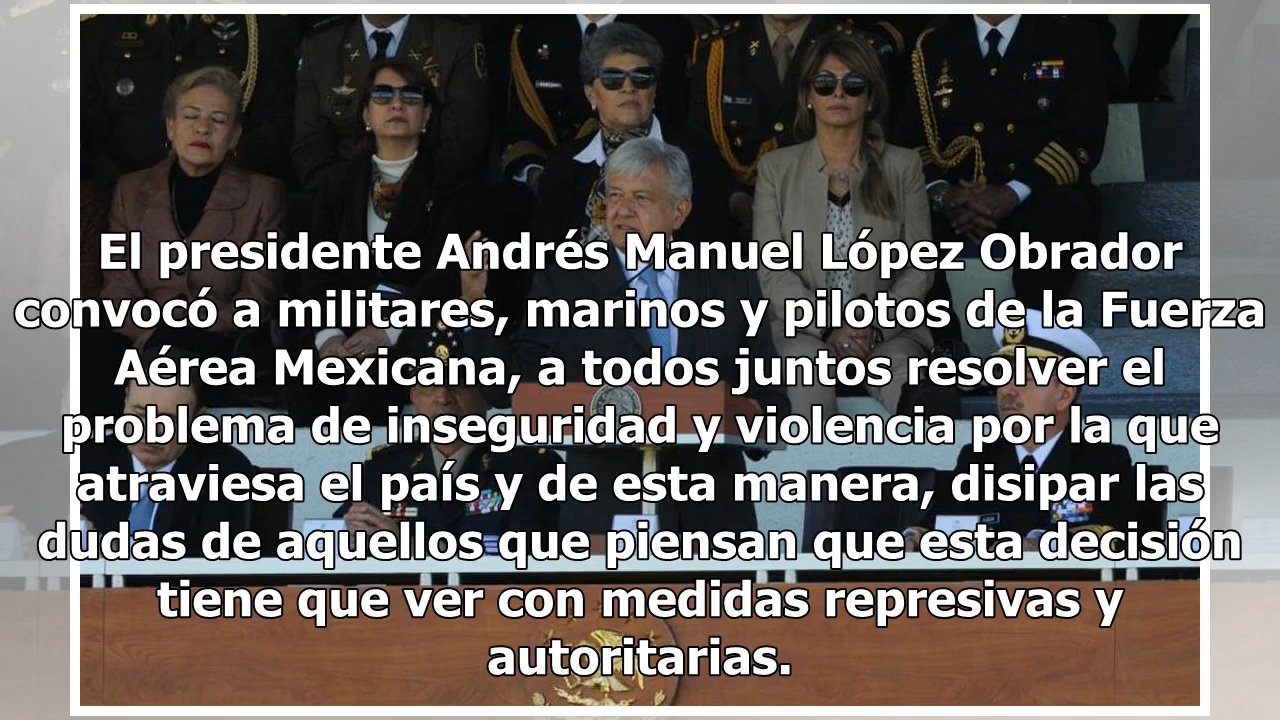 El presidente Andrés Manuel López Obrador
convocó a militares, marinos y pilotos de la Fuerza
Aérea Mexicana, a todos juntos resolver el
problema de inseguridad y violencia por la que
atraviesa el país y de esta manera, disipar las
dudas de aquellos que piensan que esta decisión
tiene que ver con medidas represivas y
autoritarias.